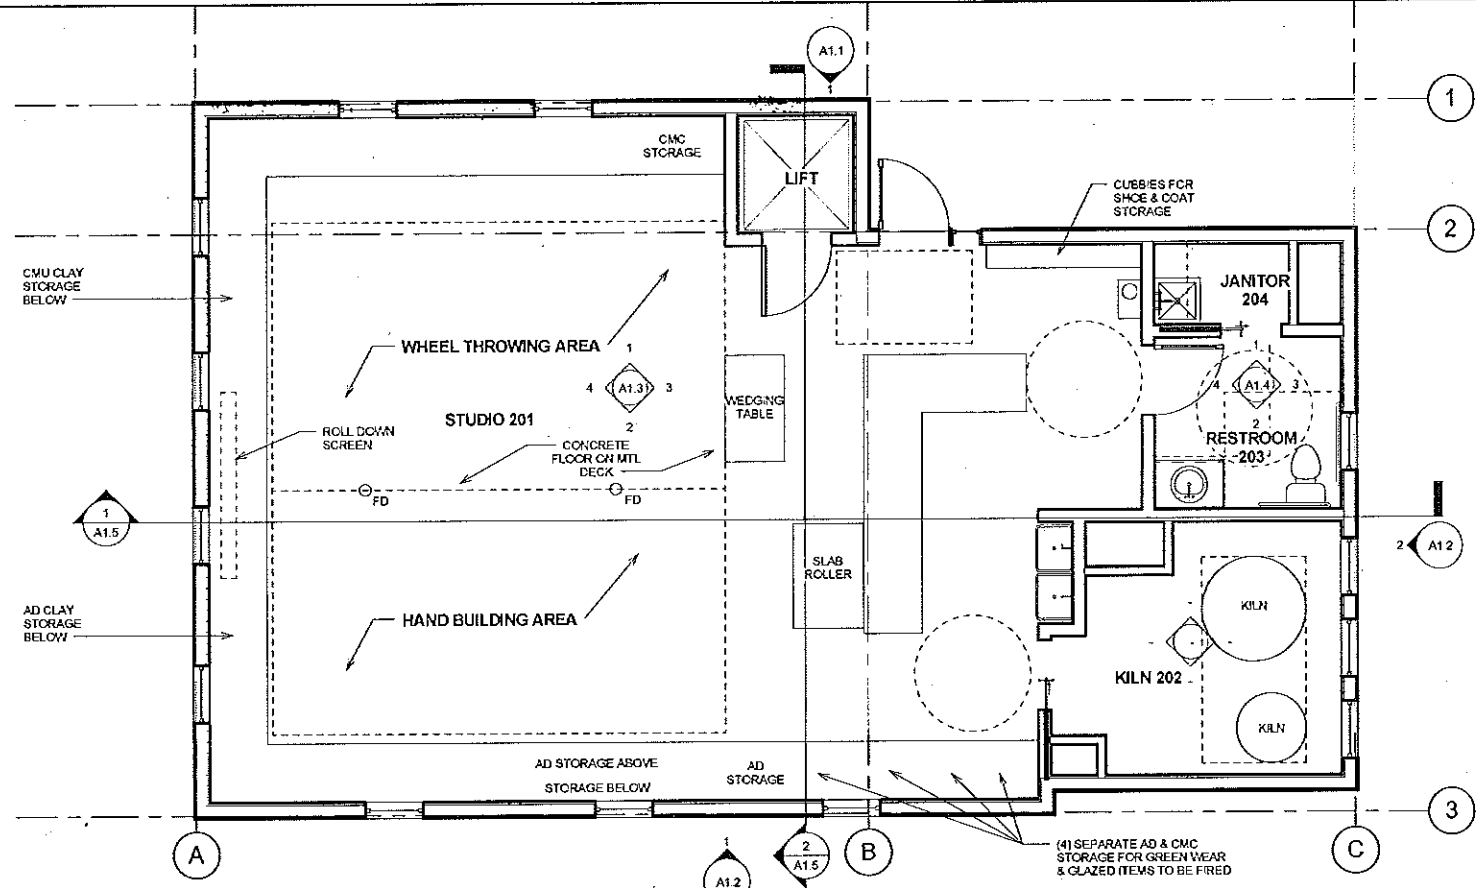 A1.1
1
1
CMC
STORAGE
LIFT
CUBBIES FOR
SHOE & COAT
STORAGE
2
CMU CLAY
STORAGE
BELOW
JANITOR
204
WHEEL THROWING AREA
1
4
A1.3
3
2
1
4
A1.4
3
2
WEDGING
TABLE
STUDIO 201
ROLL DOWN
SCREEN
CONCRETE
FLOOR ON MTL
DECK
RESTROOM
203
FD
FD
1
A1.5
2
A1.2
SLAB
ROLLER
AD CLAY
STORAGE
BELOW
HAND BUILDING AREA
KILN
KILN 202
KILN
AD STORAGE ABOVE
STORAGE BELOW
AD
STORAGE
3
A
1
A1.2
2
A1.5
B
(4) SEPARATE AD & CMC
STORAGE FOR GREEN WEAR
& GLAZED ITEMS TO BE FIRED
C